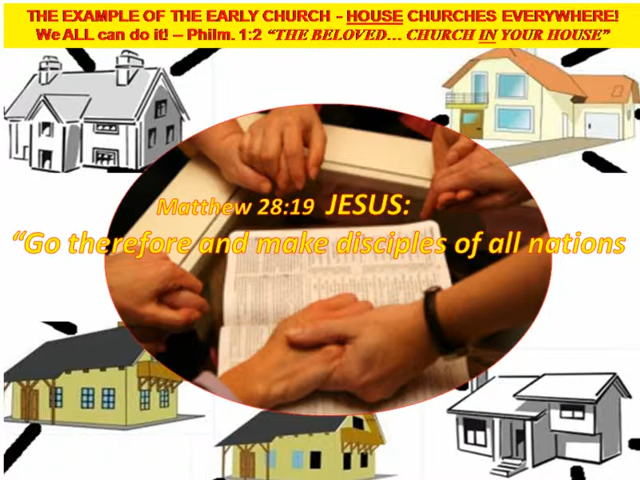 THE EXAMPLE OF THE EARLY CHURCH - HOUSE CHURCHES EVERYWHERE!
We ALL can do it! – Philm. 1:2 “THE BELOVED… CHURCH IN YOUR HOUSE”
Matthew 28:19 JESUS:
“Go therefore and make disciples of all nations